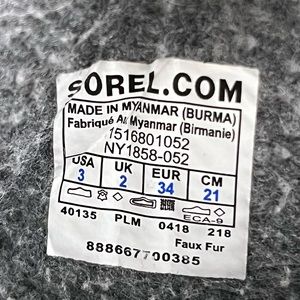 SOREL.COM
MADE IN MYANMAR (BURMA)
Fabriqué Au Myanmar (Birmanie)
1516801052
NY1858-052
USA UK EUR CM
3 2 34 21
ECA-9
40135 PLM 0418 218
Faux Fur
888667700385